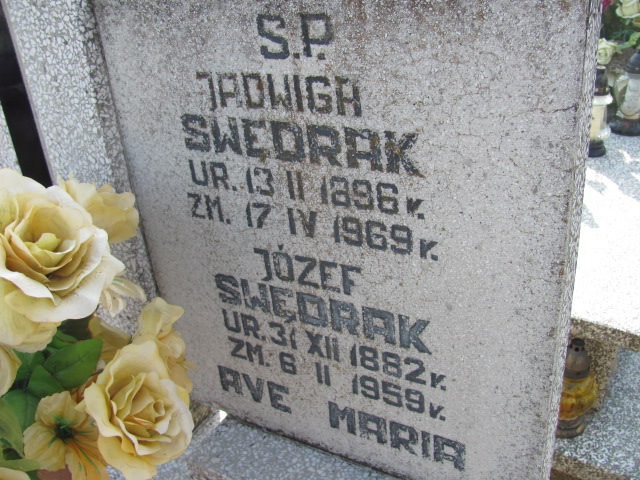 S.P.
JADWIGA
SWĘDRAK
UR. 13 II 1896 R.
ZM. 17 IV 1969 R.
JÓZEF
SWĘDRAK
UR. 31 XII 1882 R.
ZM. 6 II 1959 R.
AVE MARIA